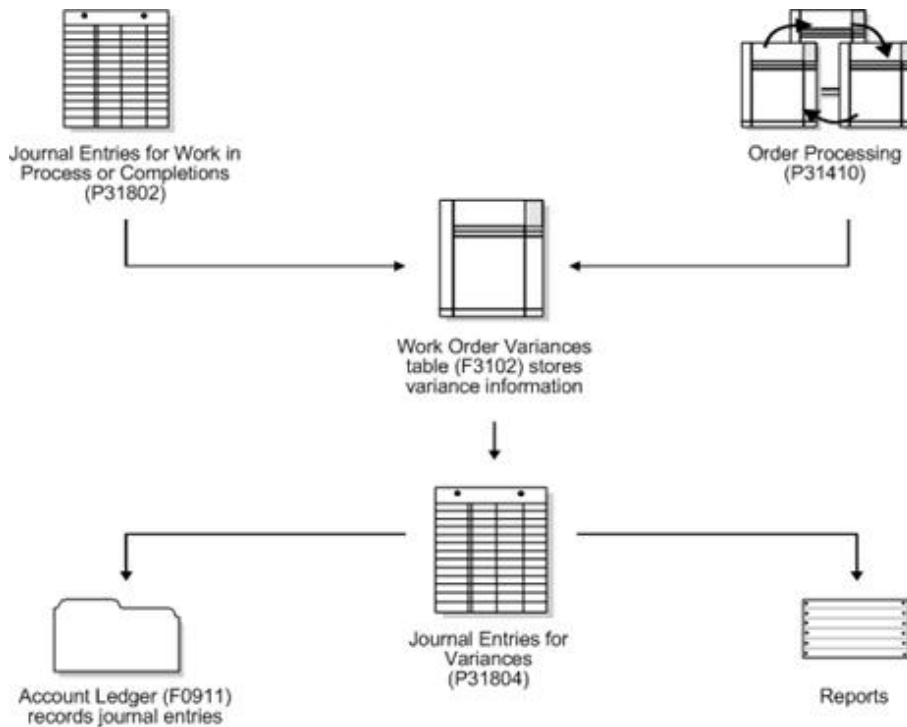 Journal Entries for Work in
Process or Completions
(P31802)
Order Processing
(P31410)
Work Order Variances
table (F3102) stores
variance information
Journal Entries for
Variances
(P31804)
Account Ledger (F0911)
records journal entries
Reports